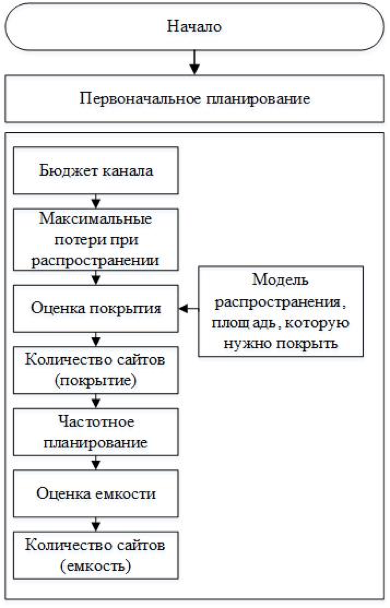 Начало
Первоначальное планирование
Бюджет канала
Максимальные
потери при
распространении
Оценка покрытия
Модель
распространения,
площадь, которую
нужно покрыть
Количество сайтов
(покрытие)
Частотное
планирование
Оценка емкости
Количество сайтов
(емкость)